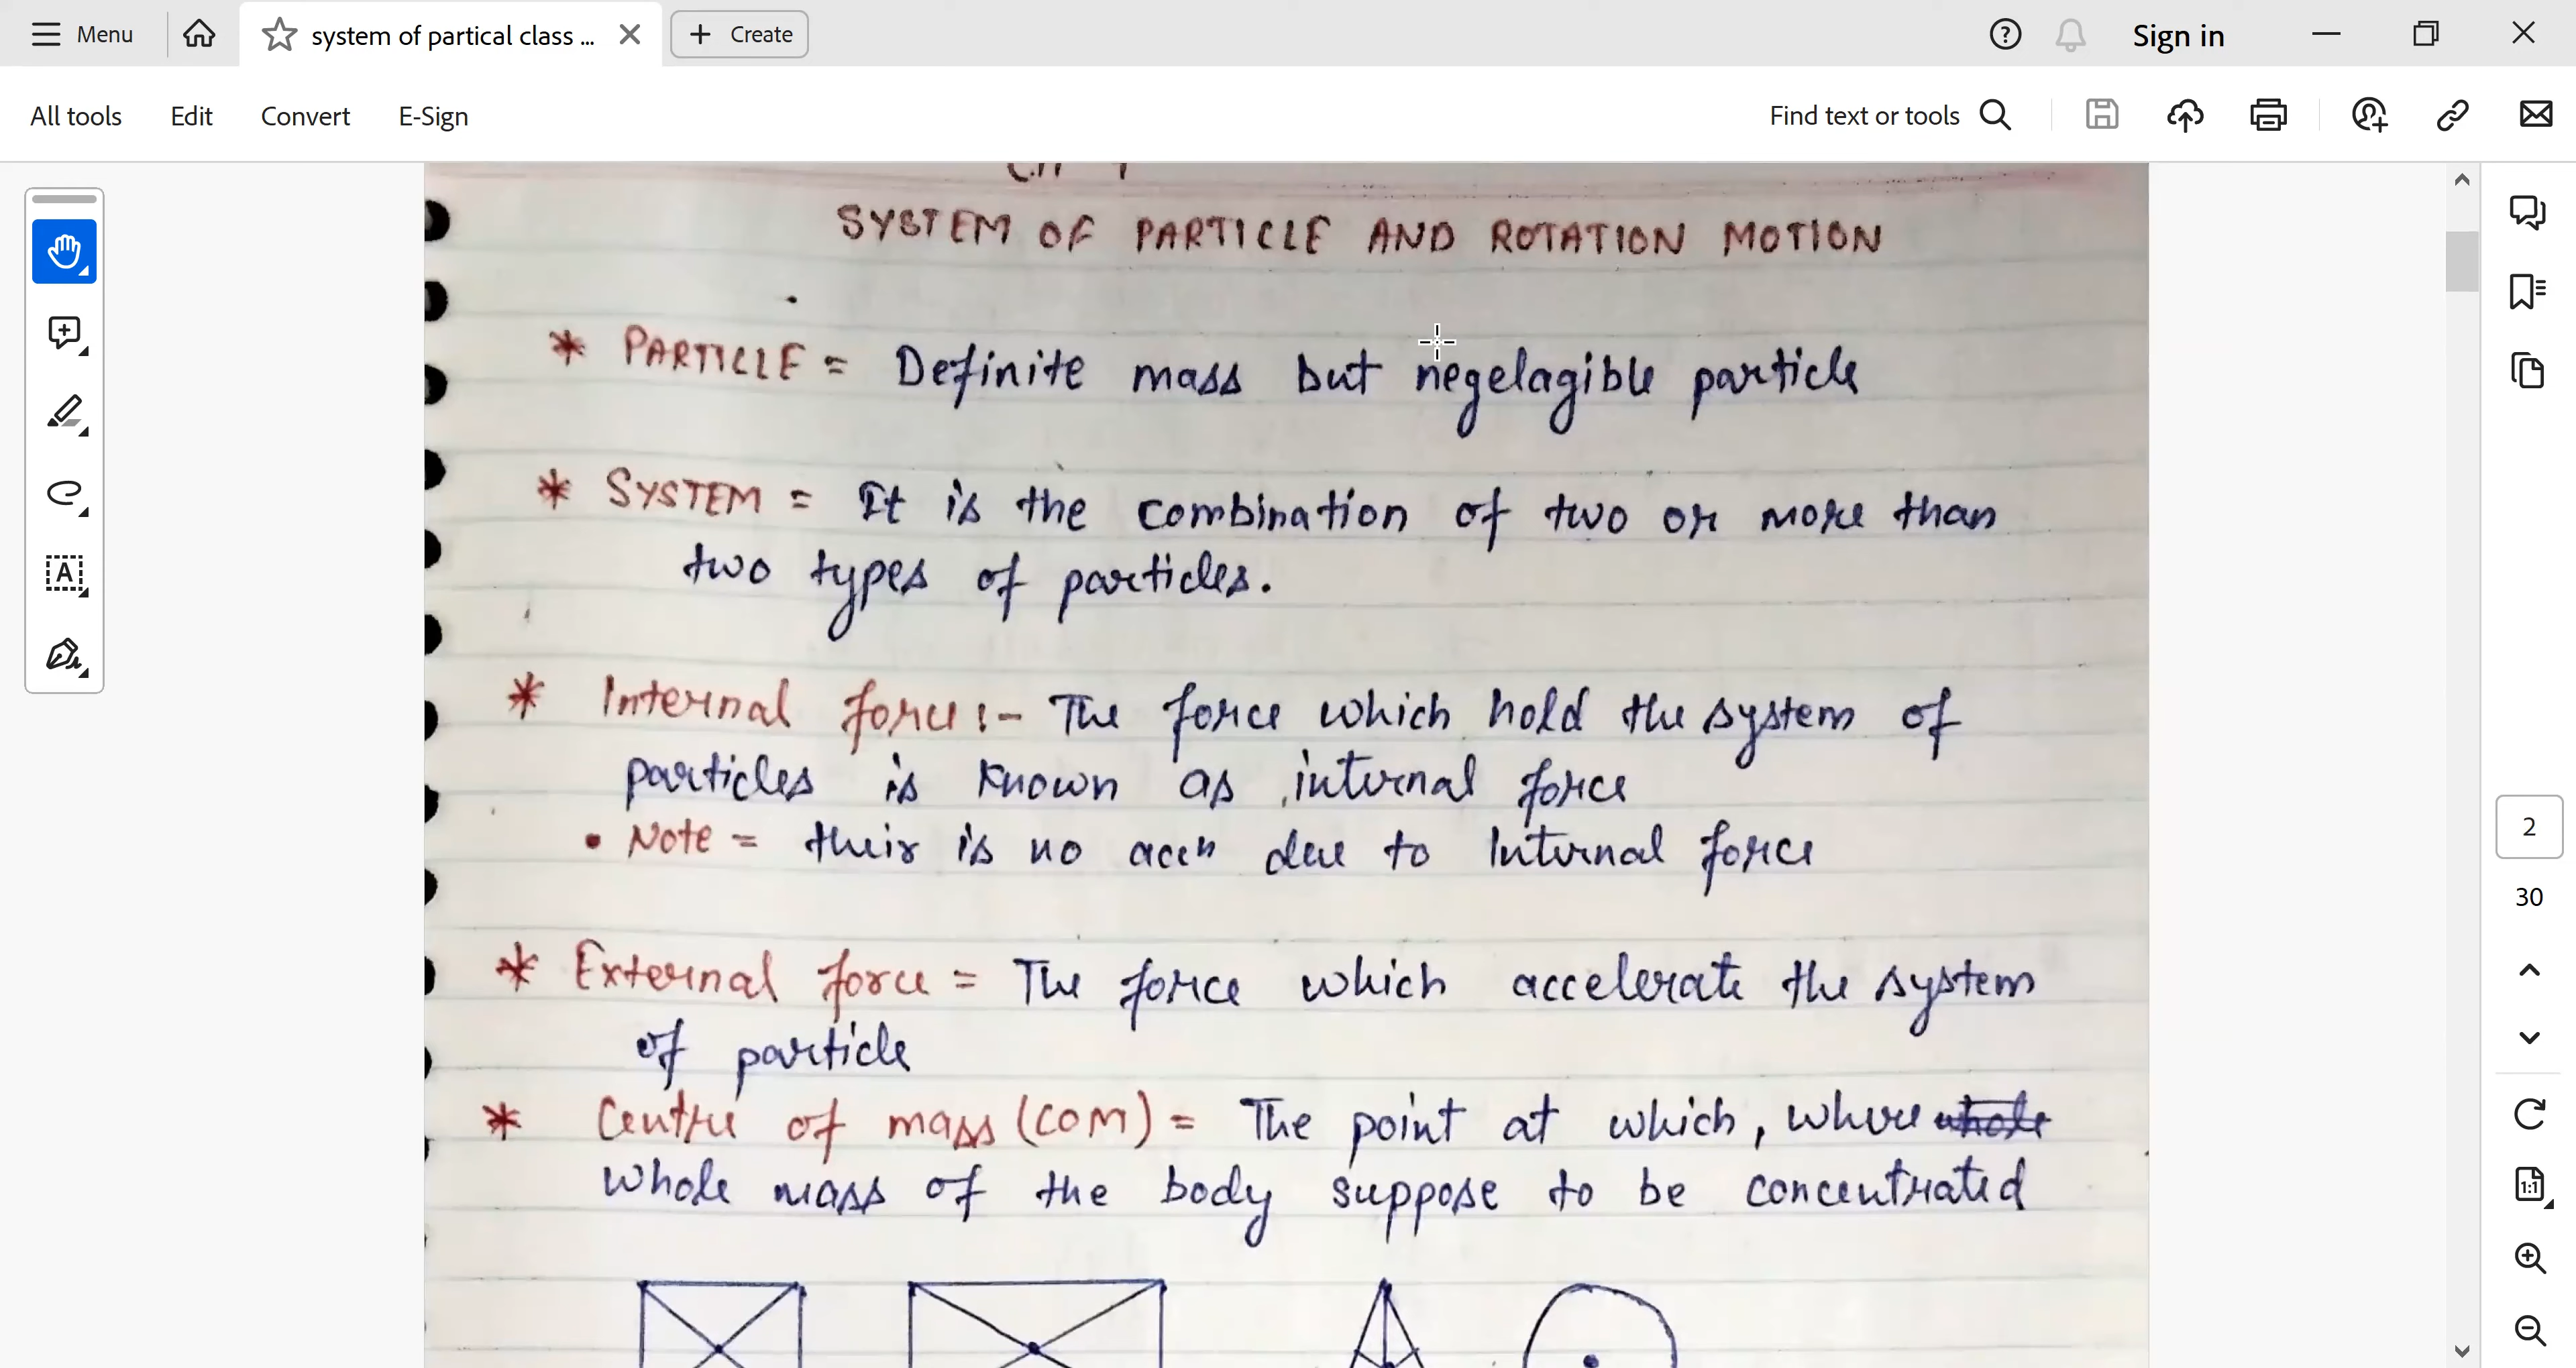 Menu
system of partical class ...
Create
Sign in
All tools
Edit
Convert
E-Sign
Find text or tools
SYSTEM OF PARTICLE AND ROTATION MOTION
* PARTICLE = Definite mass but negelagible particle
* SYSTEM = It is the combination of two or more than
two types of particles.
* Internal force :- The force which hold the system of
particles is known as internal force
• Note = their is no accn due to Internal force
* External force = The force which accelerate the system
of particle
* Centre of mass (COM) = The point at which, where
whole mass of the body suppose to be concentrated
2
30